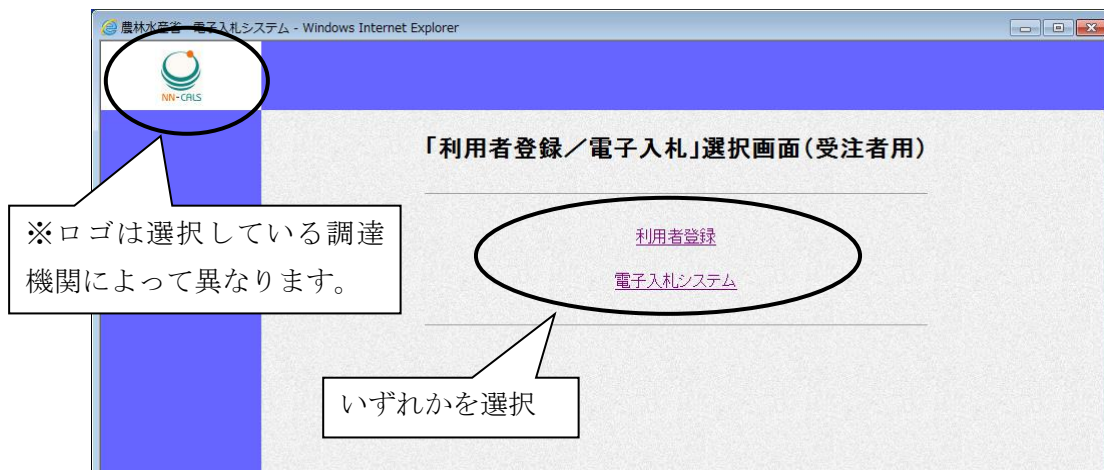 農林水産省 電子入札システム - Windows Internet Explorer
NN-CALS
「利用者登録／電子入札」選択画面(受注者用)
※ロゴは選択している調達
機関によって異なります。
利用者登録
電子入札システム
いずれかを選択